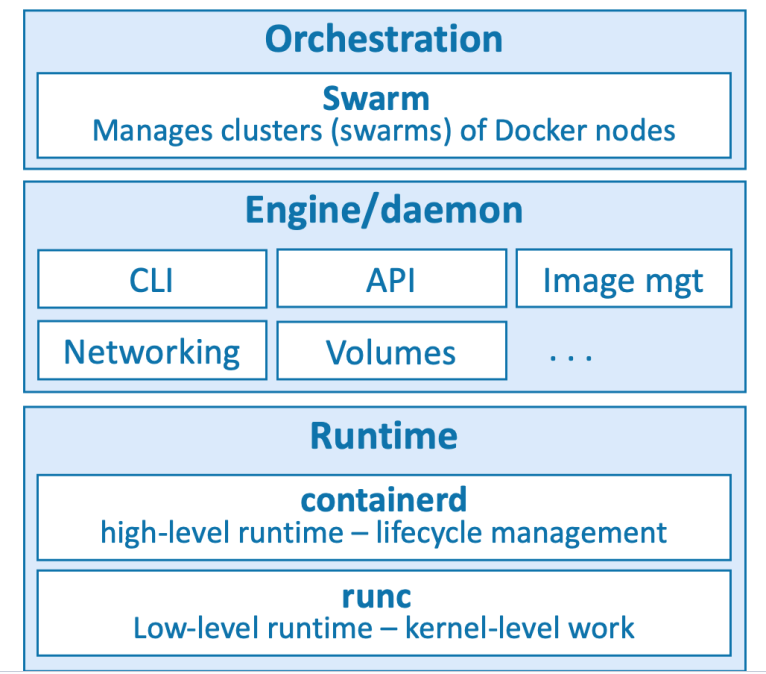 Orchestration
Swarm
Manages clusters (swarms) of Docker nodes
Engine/daemon
CLI
API
Image mgt
Networking
Volumes
. . .
Runtime
containerd
high-level runtime – lifecycle management
runc
Low-level runtime – kernel-level work